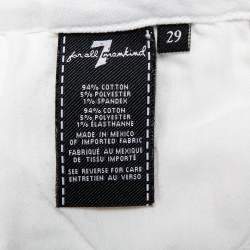 7
for all mankind
29
94% COTTON
5% POLYESTER
1% SPANDEX
94% COTON
5% POLYESTER
1% ÉLASTHANNE
MADE IN MEXICO
OF IMPORTED FABRIC
FABRIQUÉ AU MEXIQUE
DE TISSU IMPORTÉ
SEE REVERSE FOR CARE
ENTRETIEN AU VERSO